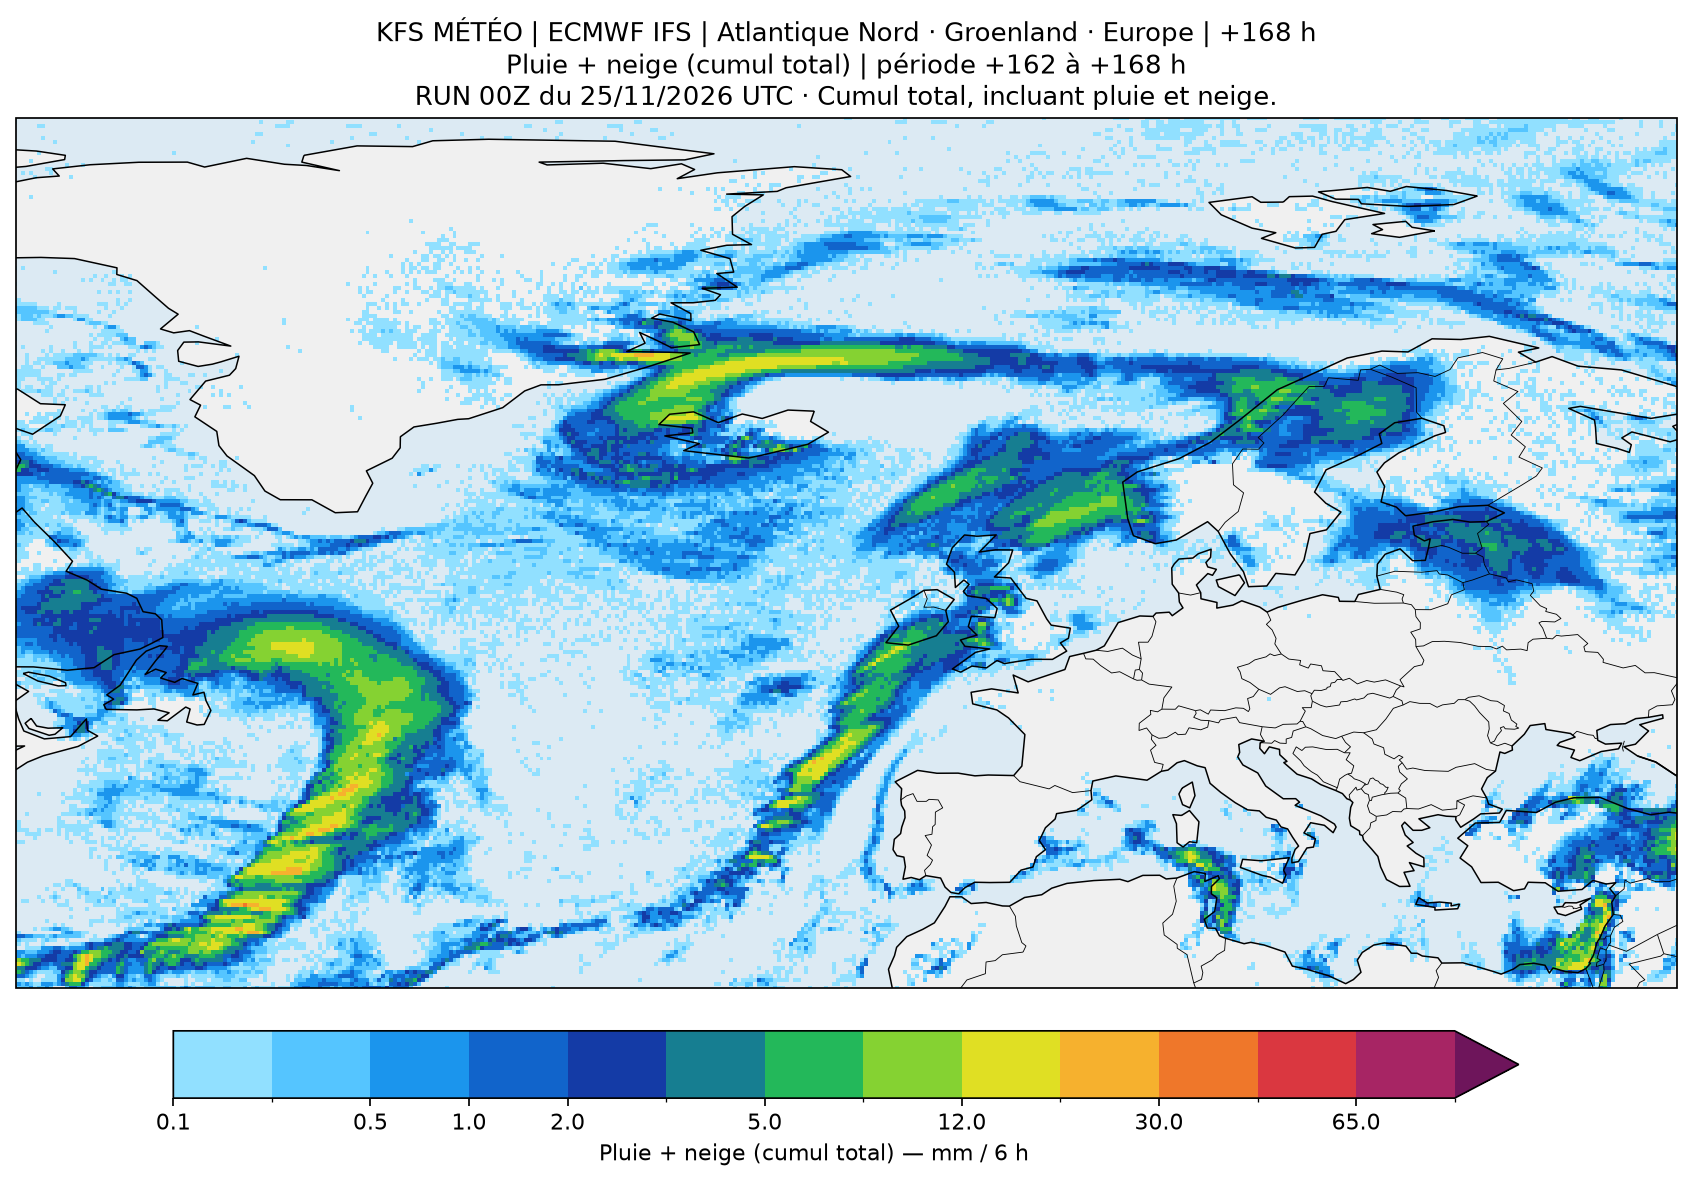 KFS MÉTÉO | ECMWF IFS | Atlantique Nord · Groenland · Europe | +168 h
Pluie + neige (cumul total) | période +162 à +168 h
RUN 00Z du 25/11/2026 UTC · Cumul total, incluant pluie et neige.
0.1 0.5 1.0 2.0 5.0 12.0 30.0 65.0
Pluie + neige (cumul total) — mm / 6 h